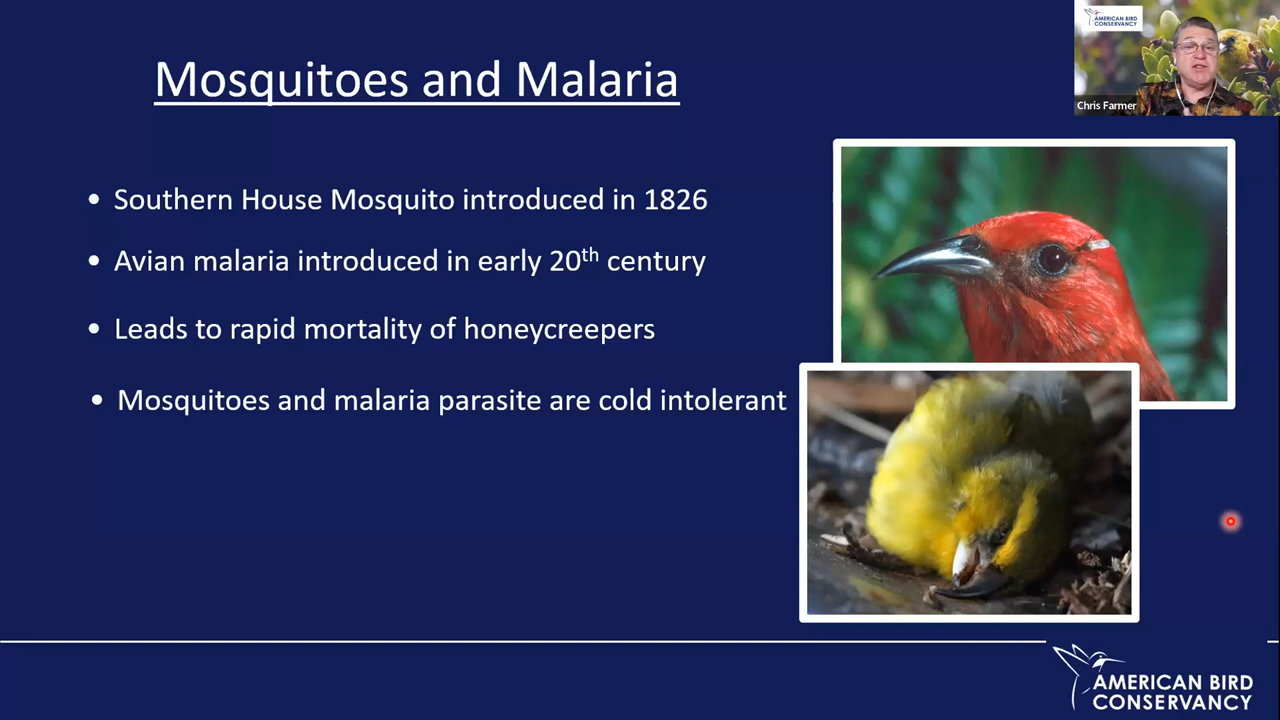 AMERICAN BIRD
CONSERVANCY
Chris Farmer
Mosquitoes and Malaria
• Southern House Mosquito introduced in 1826
• Avian malaria introduced in early 20th century
• Leads to rapid mortality of honeycreepers
• Mosquitoes and malaria parasite are cold intolerant
AMERICAN BIRD
CONSERVANCY